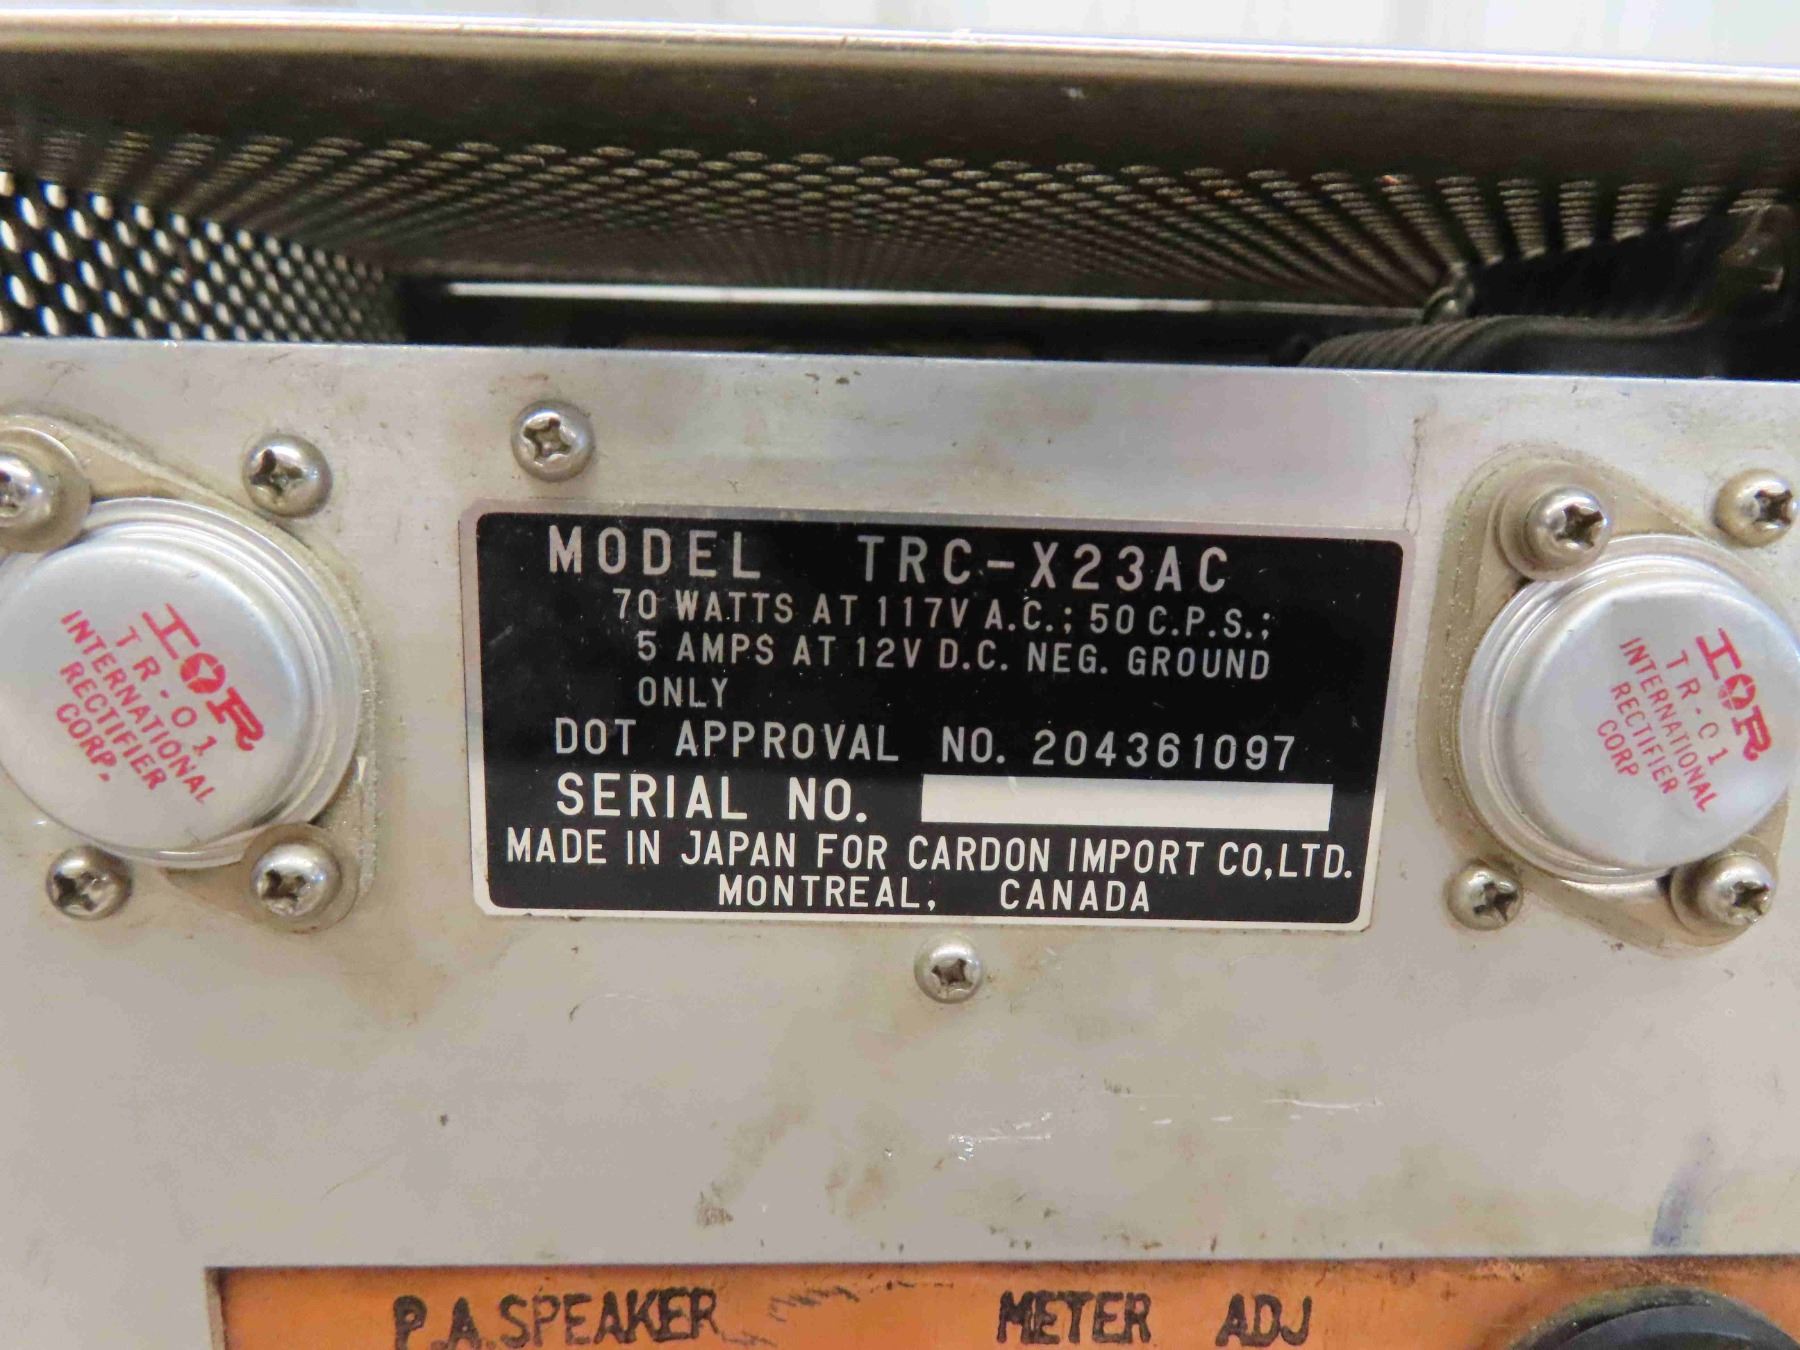 MODEL TRC-X23AC
70 WATTS AT 117V A.C.; 50 C.P.S.;
5 AMPS AT 12V D.C. NEG. GROUND
ONLY
DOT APPROVAL NO. 204361097
SERIAL NO.
MADE IN JAPAN FOR CARDON IMPORT CO,LTD.
MONTREAL, CANADA
IOR
TR-01
INTERNATIONAL
RECTIFIER
CORP.
IOR
TR-01
INTERNATIONAL
RECTIFIER
CORP
P.A.SPEAKER
METER ADJ